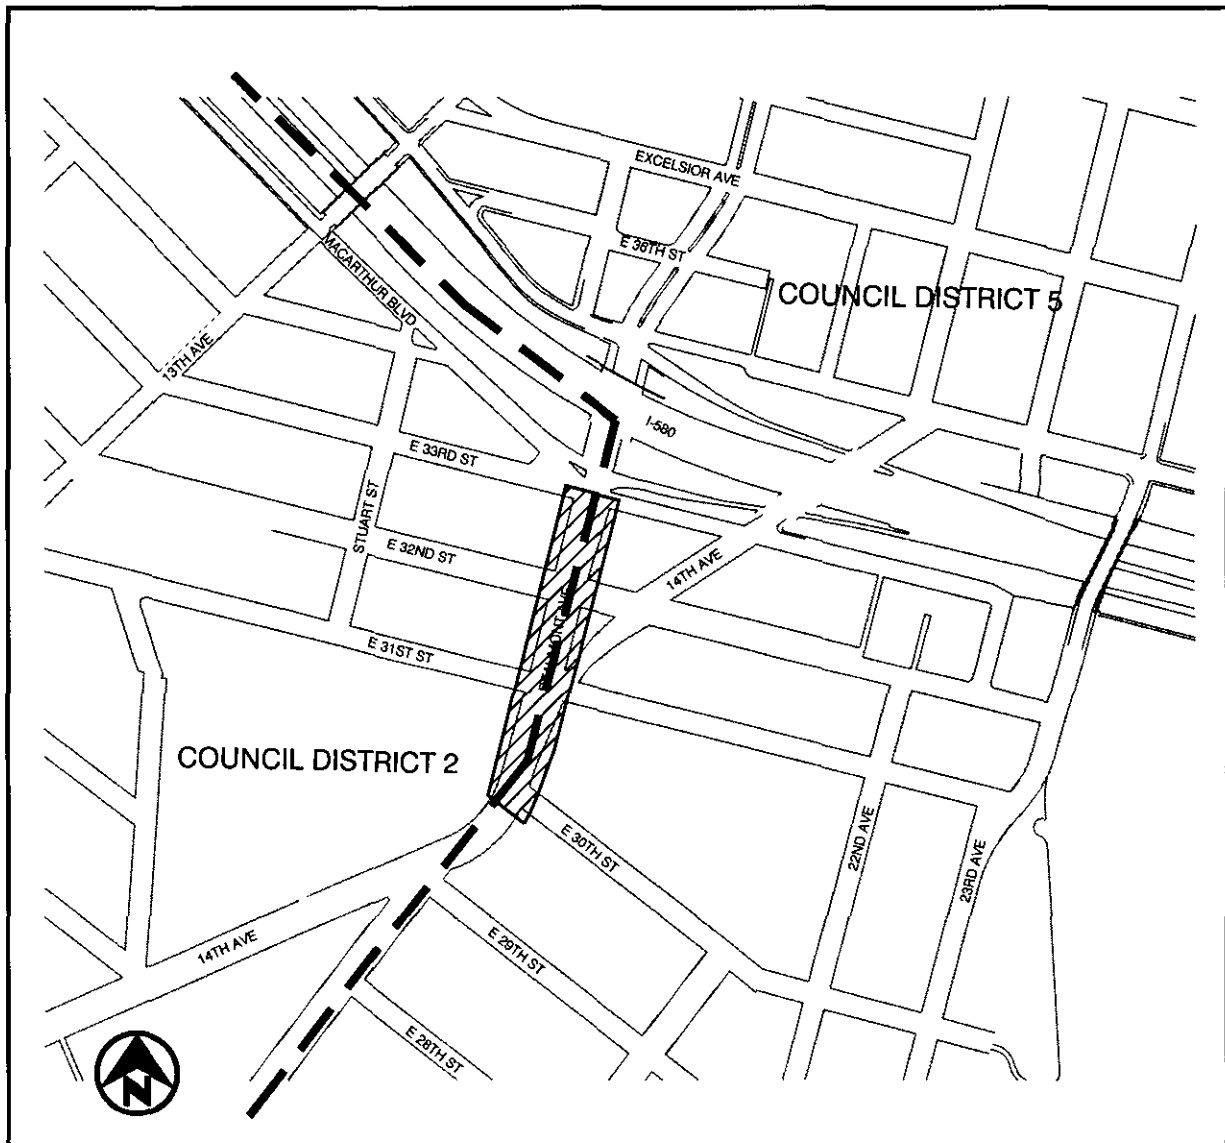 EXCELSIOR AVE
E 36TH ST
COUNCIL DISTRICT 5
MACARTHUR BLVD
13TH AVE
I-580
E 33RD ST
STUART ST
E 32ND ST
14TH AVE
E 31ST ST
COUNCIL DISTRICT 2
E 30TH ST
22ND AVE
23RD AVE
14TH AVE
E 29TH ST
E 28TH ST
N